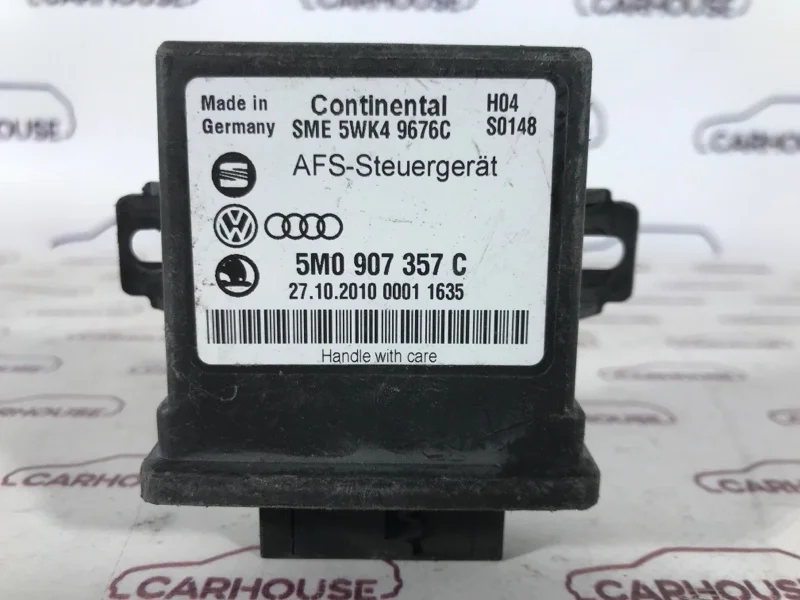 Made in Germany
Continental
SME 5WK4 9676C
H04
S0148
AFS-Steuergerät
5M0 907 357 C
27.10.2010 0001 1635
Handle with care
CARHOUSE
CARHOUSE
CARHOUSE
CARHOUSE
CARHOUSE
CARHOUSE
CARHOUSE